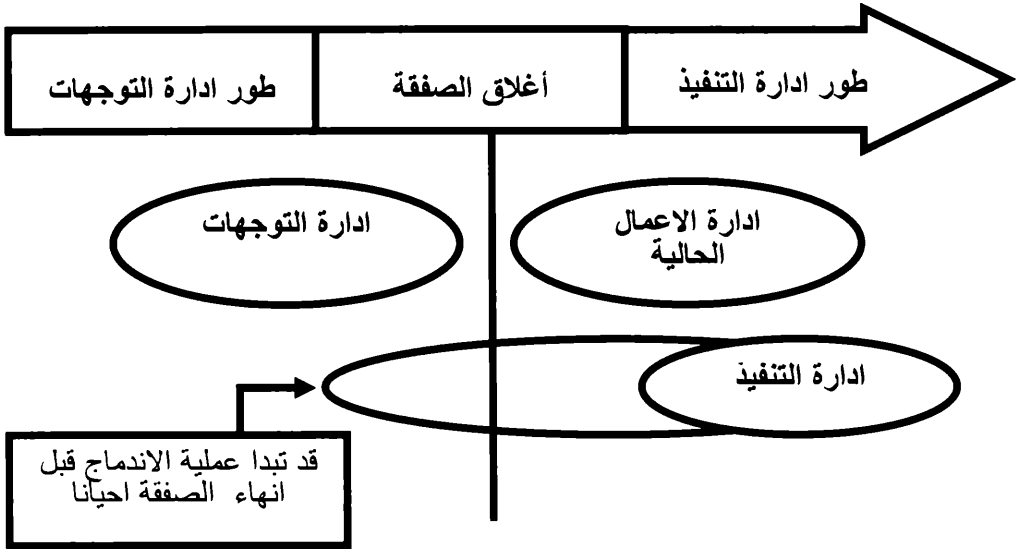 طور ادارة التوجهات
أغلاق الصفقة
طور ادارة التنفيذ
ادارة التوجهات
ادارة الاعمال
الحالية
ادارة التنفيذ
قد تبدا عملية الاندماج قبل
انهاء الصفقة احيانا